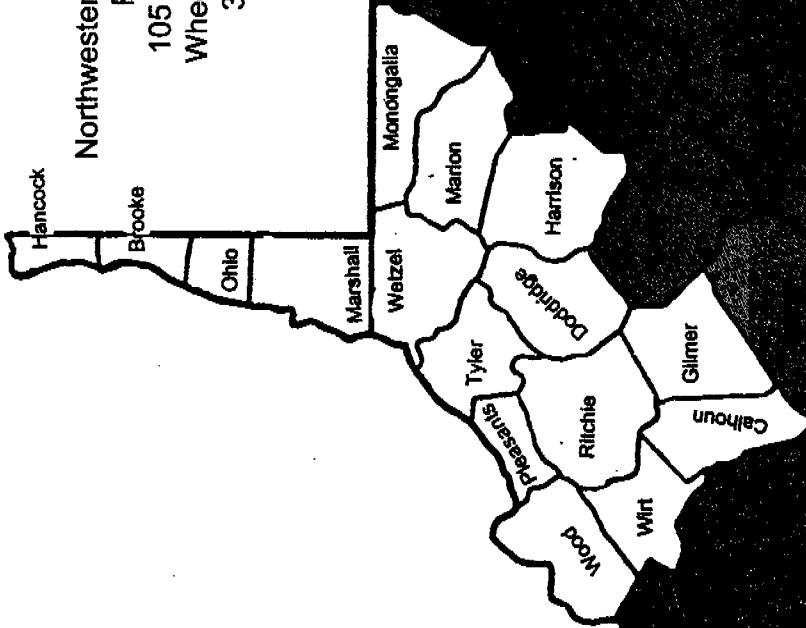 Northwester
105
Whe
3
Hancock
Brooke
Ohio
Marshall
Wetzel
Monongalia
Marion
Harrison
Doddridge
Tyler
Pleasants
Ritchie
Gilmer
Calhoun
Wirt
Wood